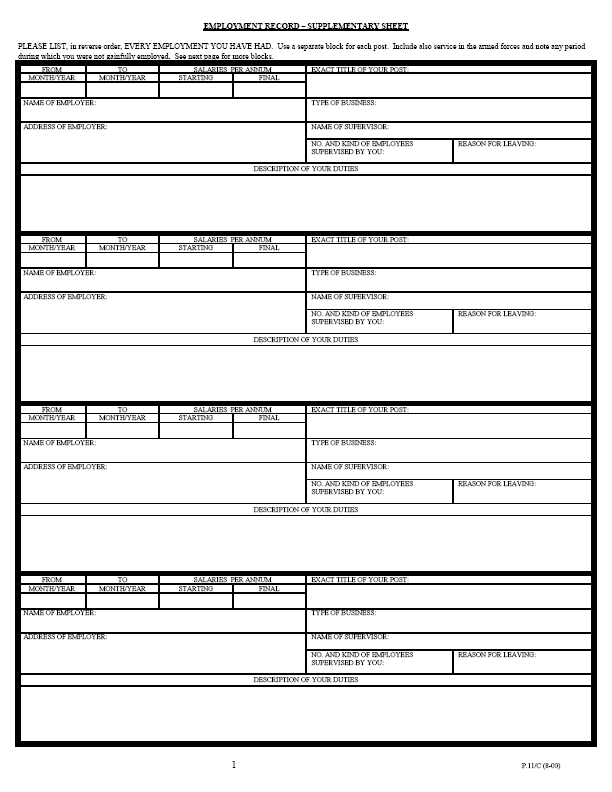 EMPLOYMENT RECORD – SUPPLEMENTARY SHEET
PLEASE LIST, in reverse order, EVERY EMPLOYMENT YOU HAVE HAD. Use a separate block for each post. Include also service in the armed forces and note any period
during which you were not gainfully employed. See next page for more blocks.
FROM TO SALARIES PER ANNUM EXACT TITLE OF YOUR POST:
MONTH/YEAR MONTH/YEAR STARTING FINAL
NAME OF EMPLOYER: TYPE OF BUSINESS:
ADDRESS OF EMPLOYER: NAME OF SUPERVISOR:
NO. AND KIND OF EMPLOYEES REASON FOR LEAVING:
SUPERVISED BY YOU:
DESCRIPTION OF YOUR DUTIES
FROM TO SALARIES PER ANNUM EXACT TITLE OF YOUR POST:
MONTH/YEAR MONTH/YEAR STARTING FINAL
NAME OF EMPLOYER: TYPE OF BUSINESS:
ADDRESS OF EMPLOYER: NAME OF SUPERVISOR:
NO. AND KIND OF EMPLOYEES REASON FOR LEAVING:
SUPERVISED BY YOU:
DESCRIPTION OF YOUR DUTIES
FROM TO SALARIES PER ANNUM EXACT TITLE OF YOUR POST:
MONTH/YEAR MONTH/YEAR STARTING FINAL
NAME OF EMPLOYER: TYPE OF BUSINESS:
ADDRESS OF EMPLOYER: NAME OF SUPERVISOR:
NO. AND KIND OF EMPLOYEES REASON FOR LEAVING:
SUPERVISED BY YOU:
DESCRIPTION OF YOUR DUTIES
FROM TO SALARIES PER ANNUM EXACT TITLE OF YOUR POST:
MONTH/YEAR MONTH/YEAR STARTING FINAL
NAME OF EMPLOYER: TYPE OF BUSINESS:
ADDRESS OF EMPLOYER: NAME OF SUPERVISOR:
NO. AND KIND OF EMPLOYEES REASON FOR LEAVING:
SUPERVISED BY YOU:
DESCRIPTION OF YOUR DUTIES
1 P.11/C (8-00)